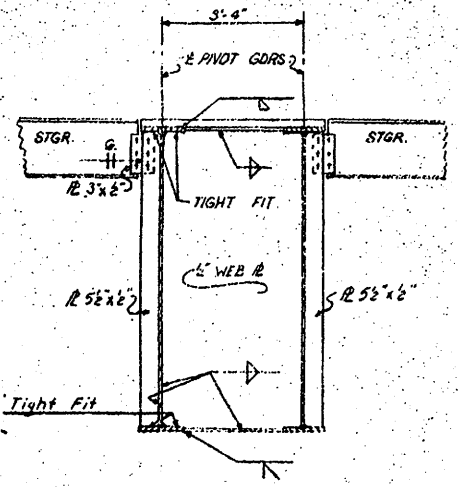 3'-4"
℄ PIVOT GDRS
STGR.
STGR.
G.
℞ 3"x½"
TIGHT FIT
½" WEB ℞
℞ 5½"x½"
℞ 5½"x½"
Tight Fit